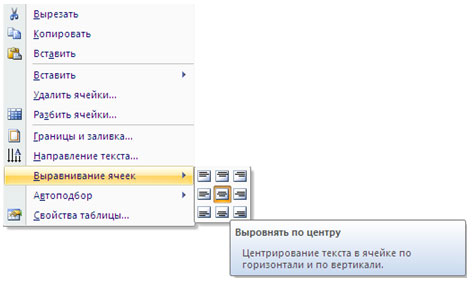 Вырезать
Копировать
Вставить
Вставить
Удалить ячейки...
Разбить ячейки...
Границы и заливка...
Направление текста...
Выравнивание ячеек
Автоподбор
Свойства таблицы...
Выровнять по центру
Центрирование текста в ячейке по
горизонтали и по вертикали.